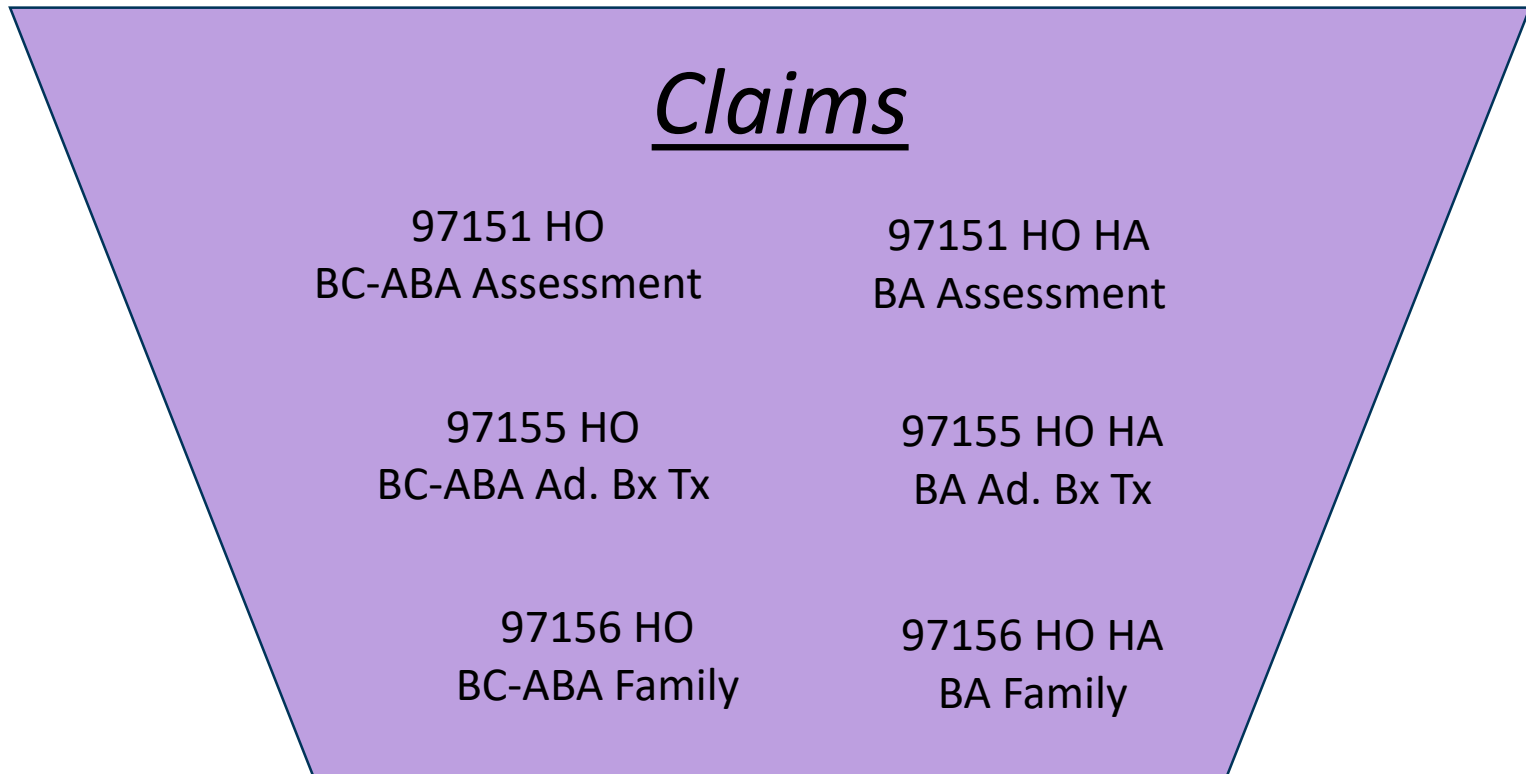 Claims
97151 HO
BC-ABA Assessment
97151 HO HA
BA Assessment
97155 HO
BC-ABA Ad. Bx Tx
97155 HO HA
BA Ad. Bx Tx
97156 HO
BC-ABA Family
97156 HO HA
BA Family